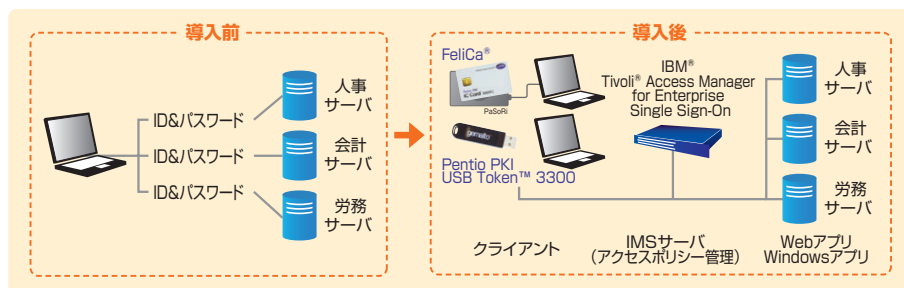 導入前
ID&パスワード
ID&パスワード
ID&パスワード
人事
サーバ
会計
サーバ
労務
サーバ
導入後
FeliCa®
PaSoRi
gemalto
Pentio PKI
USB Token™ 3300
クライアント
IBM®
Tivoli® Access Manager
for Enterprise
Single Sign-On
IMSサーバ
（アクセスポリシー管理）
人事
サーバ
会計
サーバ
労務
サーバ
Webアプリ
Windowsアプリ